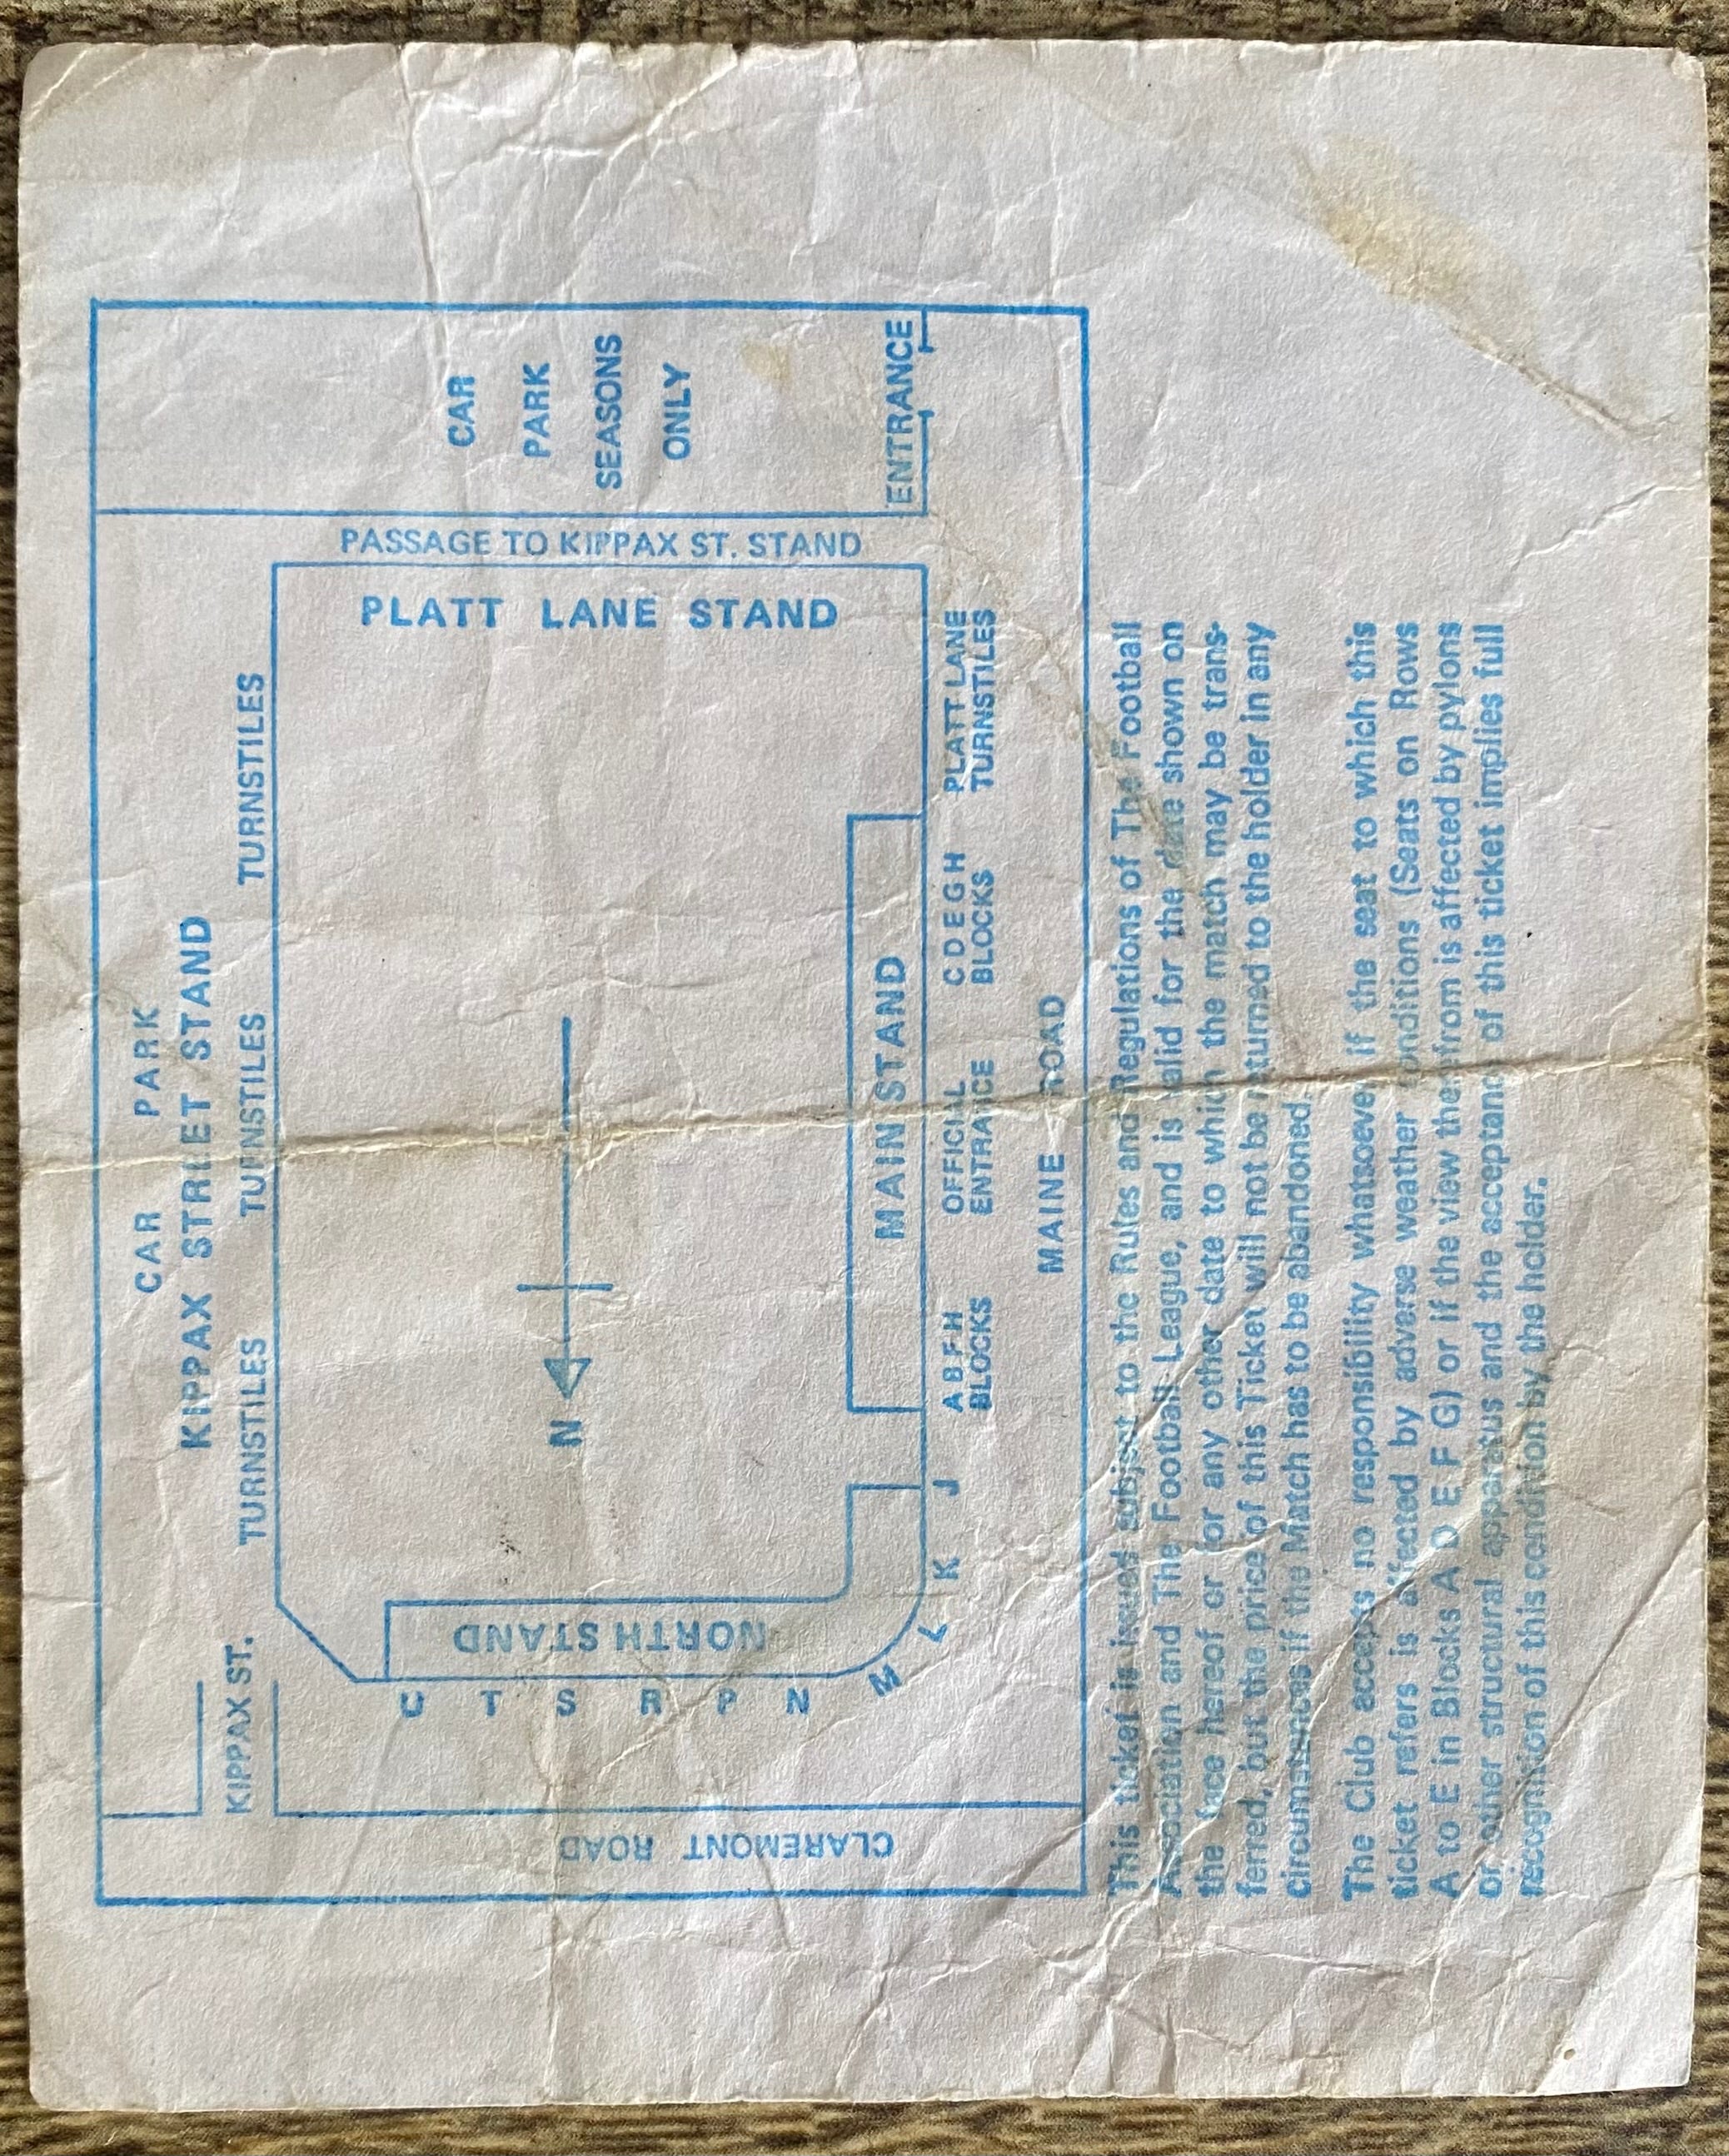 CAR PARK
KIPPAX STREET STAND
TURNSTILES TURNSTILES TURNSTILES
KIPPAX ST.
CLAREMONT ROAD
NORTH STAND
U T S R P N M L K J
N
PLATT LANE STAND
PASSAGE TO KIPPAX ST. STAND
CAR
PARK
SEASONS
ONLY
ENTRANCE
MAIN STAND
A B F H
BLOCKS
OFFICIAL
ENTRANCE
C D E G H
BLOCKS
PLATT LANE
TURNSTILES
MAINE ROAD
This ticket is issued subject to the Rules and Regulations of The Football
Association and The Football League, and is valid for the date shown on
the face hereof or for any other date to which the match may be trans-
ferred, but the price of this Ticket will not be returned to the holder in any
circumstances if the Match has to be abandoned.
The Club accepts no responsibility whatsoever if the seat to which this
ticket refers is affected by adverse weather conditions (Seats on Rows
A to E in Blocks A D E F G) or if the view therefrom is affected by pylons
or other structural apparatus and the acceptance of this ticket implies full
recognition of this condition by the holder.